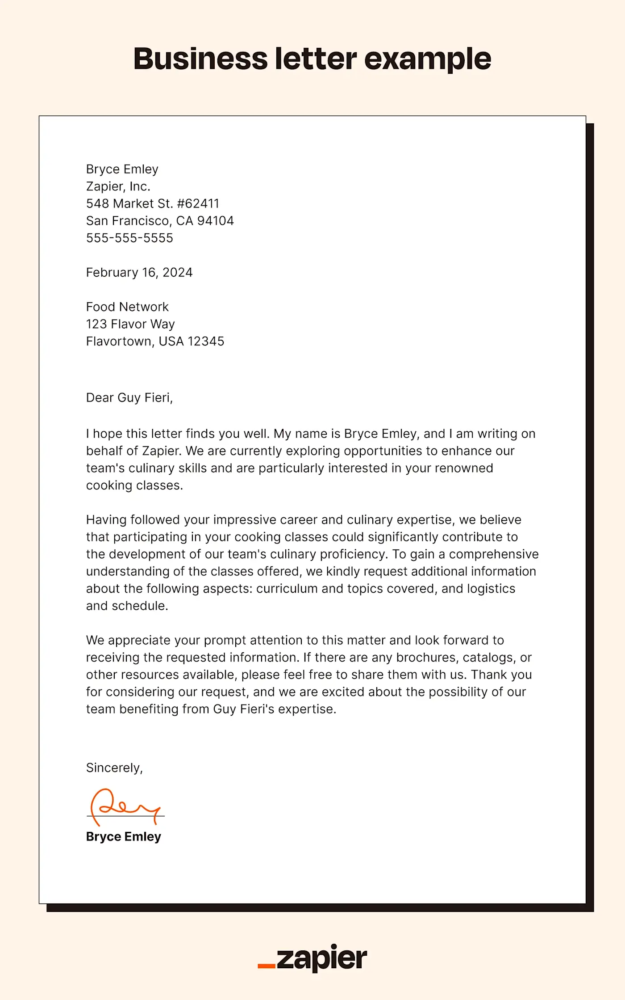 Business letter example
Bryce Emley
Zapier, Inc.
548 Market St. #62411
San Francisco, CA 94104
555-555-5555
February 16, 2024
Food Network
123 Flavor Way
Flavortown, USA 12345
Dear Guy Fieri,
I hope this letter finds you well. My name is Bryce Emley, and I am writing on
behalf of Zapier. We are currently exploring opportunities to enhance our
team's culinary skills and are particularly interested in your renowned
cooking classes.
Having followed your impressive career and culinary expertise, we believe
that participating in your cooking classes could significantly contribute to
the development of our team's culinary proficiency. To gain a comprehensive
understanding of the classes offered, we kindly request additional information
about the following aspects: curriculum and topics covered, and logistics
and schedule.
We appreciate your prompt attention to this matter and look forward to
receiving the requested information. If there are any brochures, catalogs, or
other resources available, please feel free to share them with us. Thank you
for considering our request, and we are excited about the possibility of our
team benefiting from Guy Fieri's expertise.
Sincerely,
Bryce Emley
_zapier